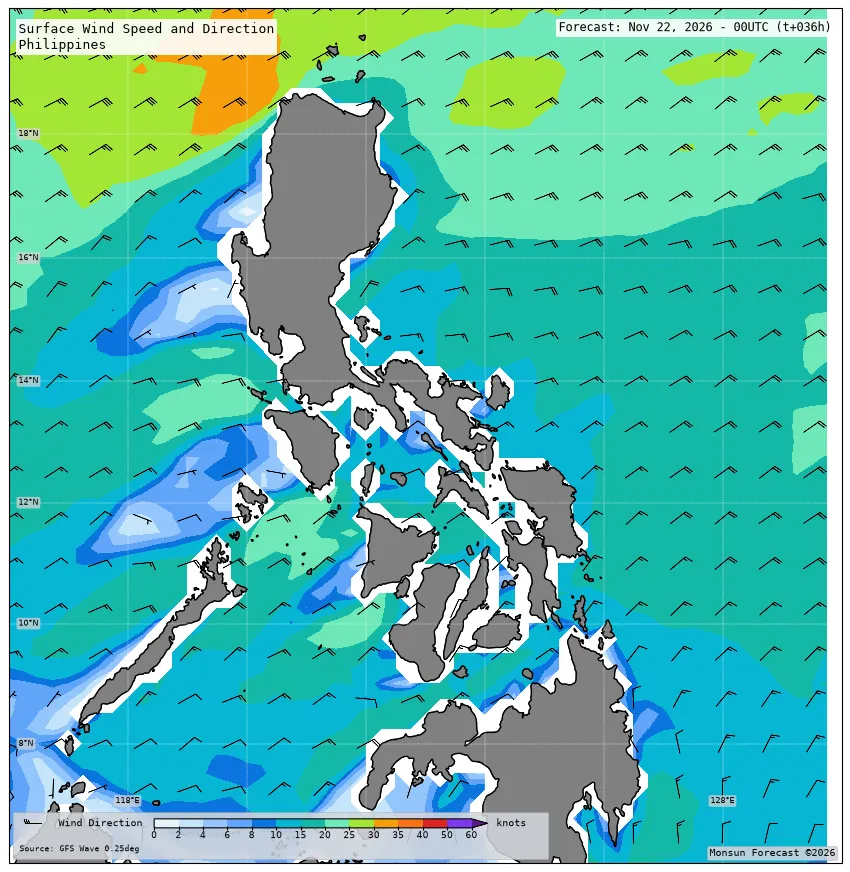 Surface Wind Speed and Direction
Philippines
Forecast: Nov 22, 2026 - 00UTC (t+036h)
18°N
16°N
14°N
12°N
10°N
8°N
118°E
128°E
Wind Direction
0 2 4 6 8 10 15 20 25 30 35 40 50 60
knots
Source: GFS Wave 0.25deg
Monsun Forecast ©2026